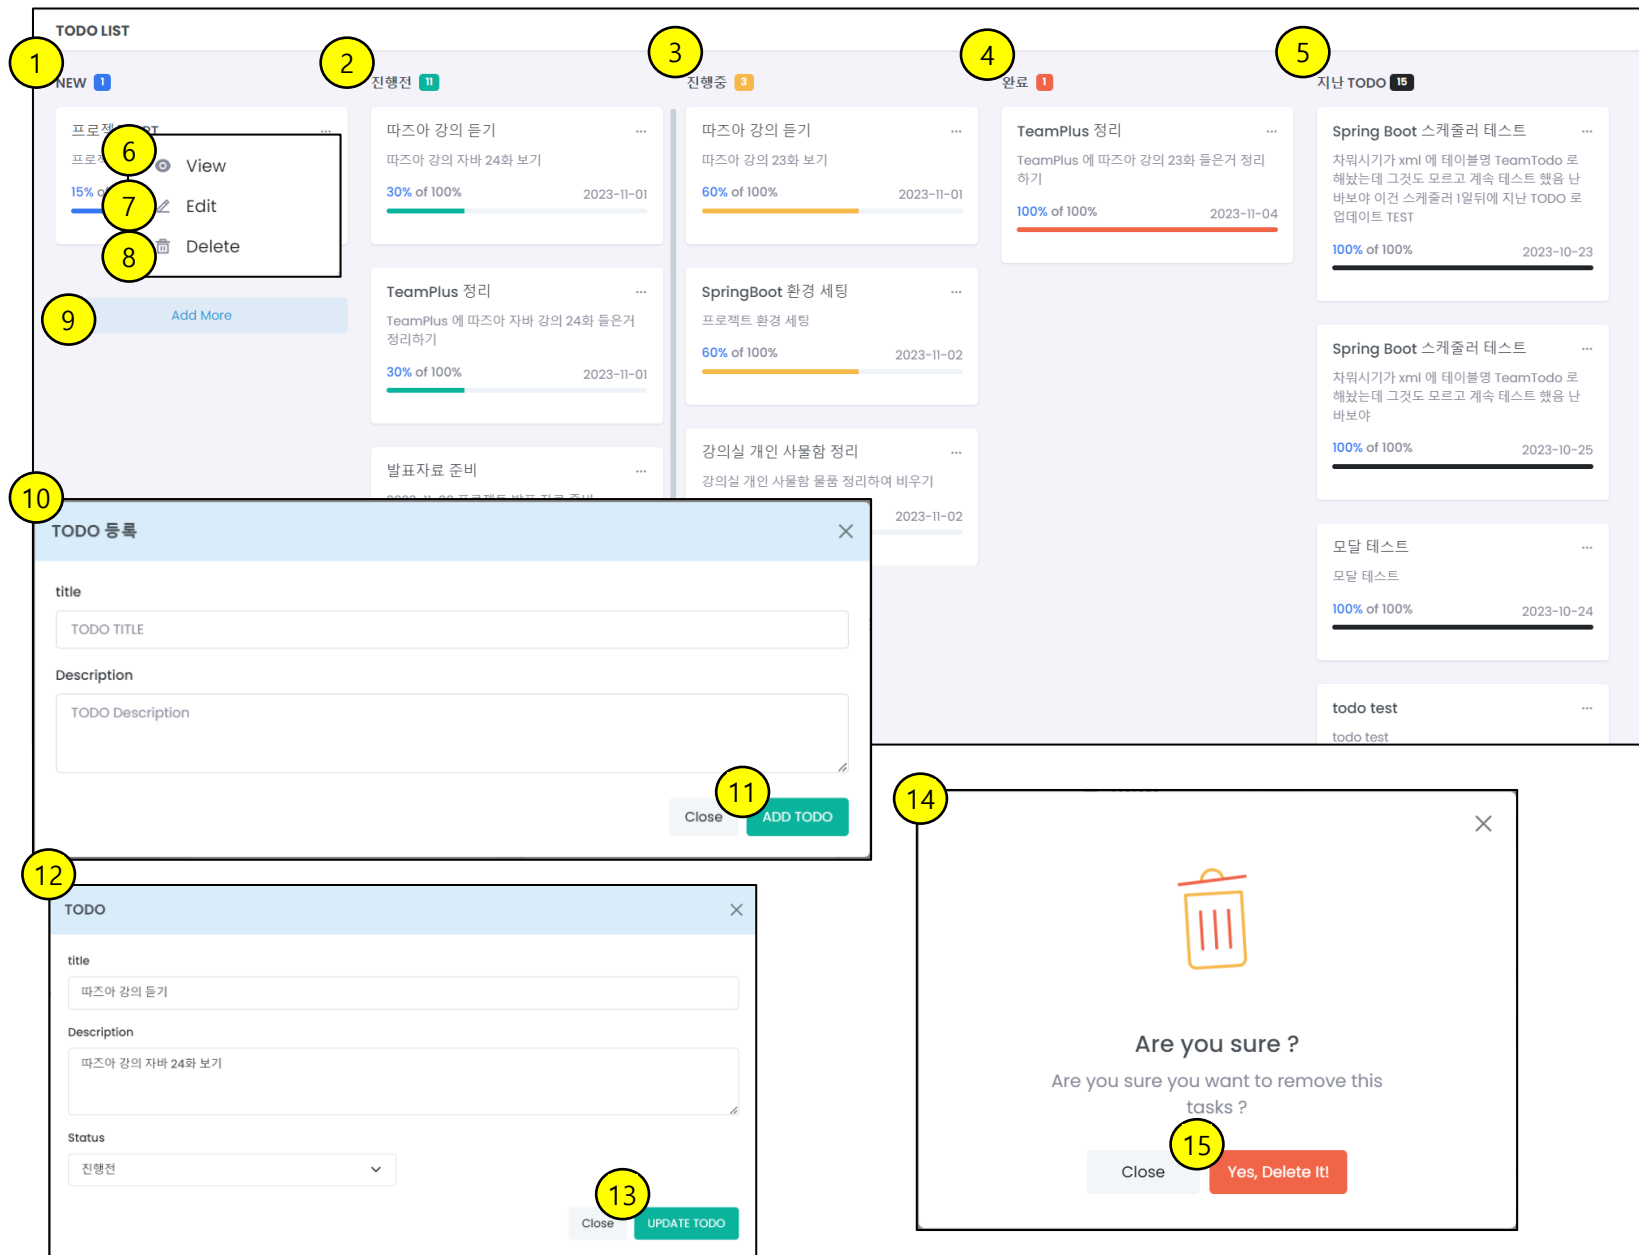 TODO LIST
1
NEW 1
프로젝
프로젝
15% of
6
View
7
Edit
8
Delete
9
Add More
2
진행전 11
따즈아 강의 듣기
따즈아 강의 자바 24화 보기
30% of 100% 2023-11-01
TeamPlus 정리
TeamPlus 에 따즈아 자바 강의 24화 들은거
정리하기
30% of 100% 2023-11-01
발표자료 준비
3
진행중 3
따즈아 강의 듣기
따즈아 강의 23화 보기
60% of 100% 2023-11-01
SpringBoot 환경 세팅
프로젝트 환경 세팅
60% of 100% 2023-11-02
강의실 개인 사물함 정리
강의실 개인 사물함 물품 정리하여 비우기
2023-11-02
4
완료 1
TeamPlus 정리
TeamPlus 에 따즈아 강의 23화 들은거 정리
하기
100% of 100% 2023-11-04
5
지난 TODO 15
Spring Boot 스케줄러 테스트
차뭐시기가 xml 에 테이블명 TeamTodo 로
해놨는데 그것도 모르고 계속 테스트 했음 난
바보야 이건 스케줄러 1일뒤에 지난 TODO 로
업데이트 TEST
100% of 100% 2023-10-23
Spring Boot 스케줄러 테스트
차뭐시기가 xml 에 테이블명 TeamTodo 로
해놨는데 그것도 모르고 계속 테스트 했음 난
바보야
100% of 100% 2023-10-25
모달 테스트
모달 테스트
100% of 100% 2023-10-24
todo test
todo test
10
TODO 등록
title
TODO TITLE
Description
TODO Description
11
Close ADD TODO
12
TODO
title
따즈아 강의 듣기
Description
따즈아 강의 자바 24화 보기
Status
진행전
13
Close UPDATE TODO
14
Are you sure ?
Are you sure you want to remove this
tasks ?
15
Close Yes, Delete It!